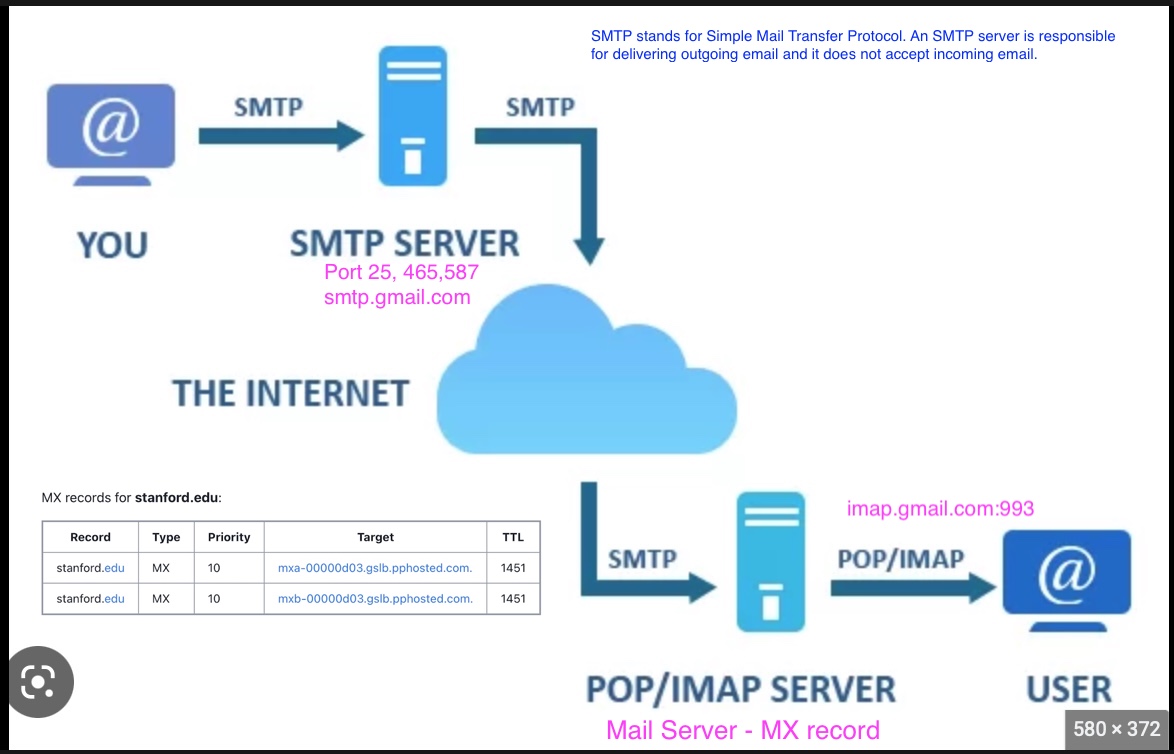 SMTP stands for Simple Mail Transfer Protocol. An SMTP server is responsible
for delivering outgoing email and it does not accept incoming email.
@
SMTP
SMTP
YOU
SMTP SERVER
Port 25, 465,587
smtp.gmail.com
THE INTERNET
MX records for stanford.edu:
Record Type Priority Target TTL
stanford.edu MX 10 mxa-00000d03.gslb.pphosted.com. 1451
stanford.edu MX 10 mxb-00000d03.gslb.pphosted.com. 1451
SMTP
imap.gmail.com:993
POP/IMAP
@
POP/IMAP SERVER
USER
Mail Server - MX record
580 × 372